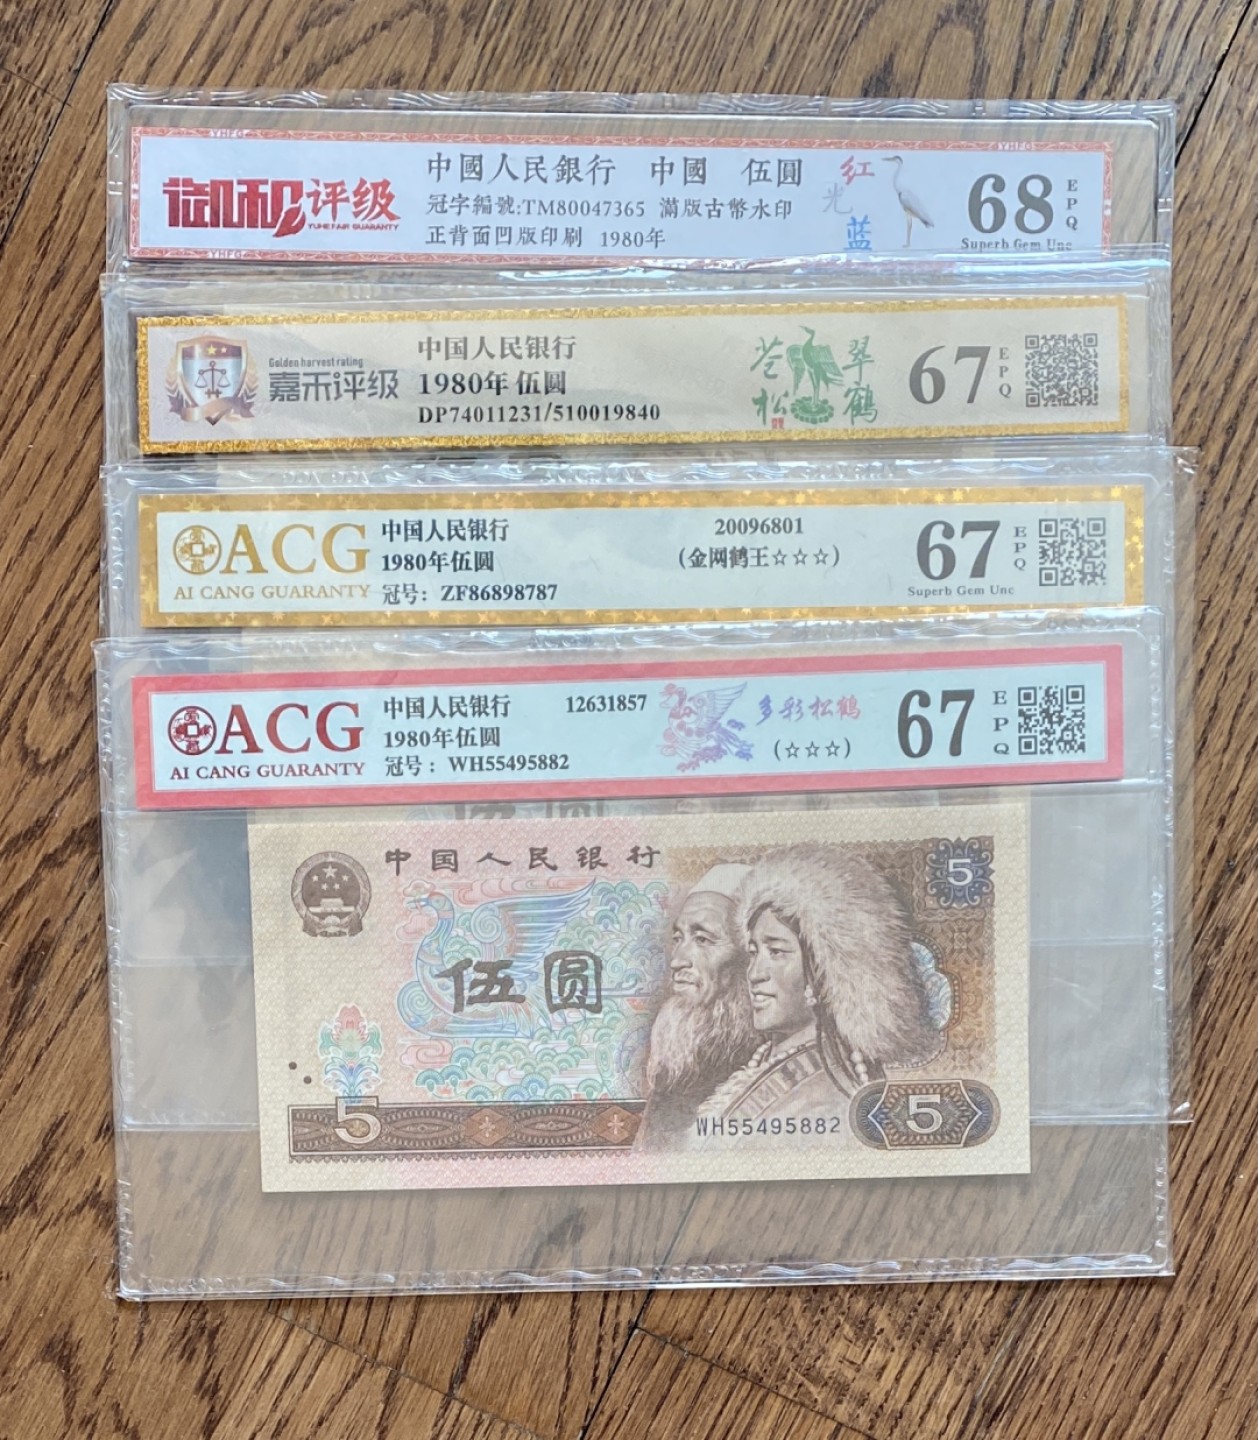 YHFG YHFG
御和评级
YUHE FAIR GUARANTY
中國人民銀行 中國 伍圓
冠字編號:TM80047365 滿版古幣水印
正背面凹版印刷 1980年
红
光
蓝
68 EPQ
Superb Gem Unc
YHFG
Golden harvest rating
嘉禾评级
中国人民银行
1980年 伍圆
DP74011231/510019840
苍松
翠鹤
67 EPQ
ACG
AI CANG GUARANTY
中国人民银行
1980年伍圆
冠号：ZF86898787
20096801
(金网鹤王☆☆☆)
67 EPQ
Superb Gem Unc
ACG
AI CANG GUARANTY
中国人民银行
1980年伍圆
冠号：WH55495882
12631857
多彩松鹤
(☆☆☆)
67 EPQ
中国人民银行
5
伍圆
5
WH55495882
5